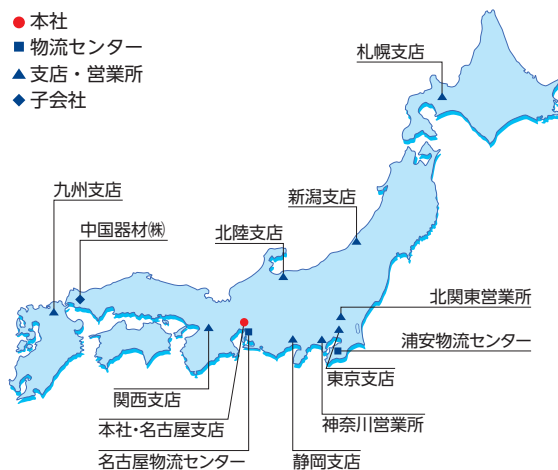 本社
物流センター
支店・営業所
子会社
札幌支店
九州支店
新潟支店
中国器材㈱
北陸支店
北関東営業所
浦安物流センター
東京支店
関西支店
神奈川営業所
本社・名古屋支店
名古屋物流センター
静岡支店